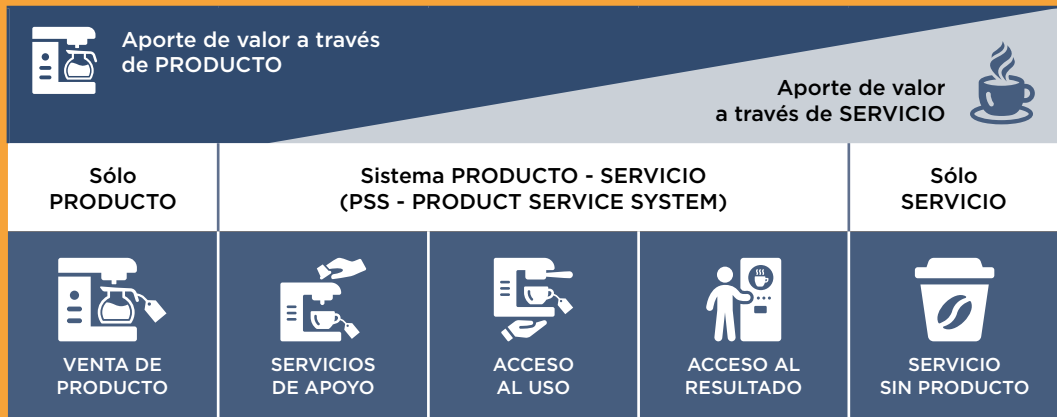 Aporte de valor a través
de PRODUCTO
Aporte de valor
a través de SERVICIO
Sólo
PRODUCTO
Sistema PRODUCTO - SERVICIO
(PSS - PRODUCT SERVICE SYSTEM)
Sólo
SERVICIO
VENTA DE
PRODUCTO
SERVICIOS
DE APOYO
ACCESO
AL USO
ACCESO AL
RESULTADO
SERVICIO
SIN PRODUCTO